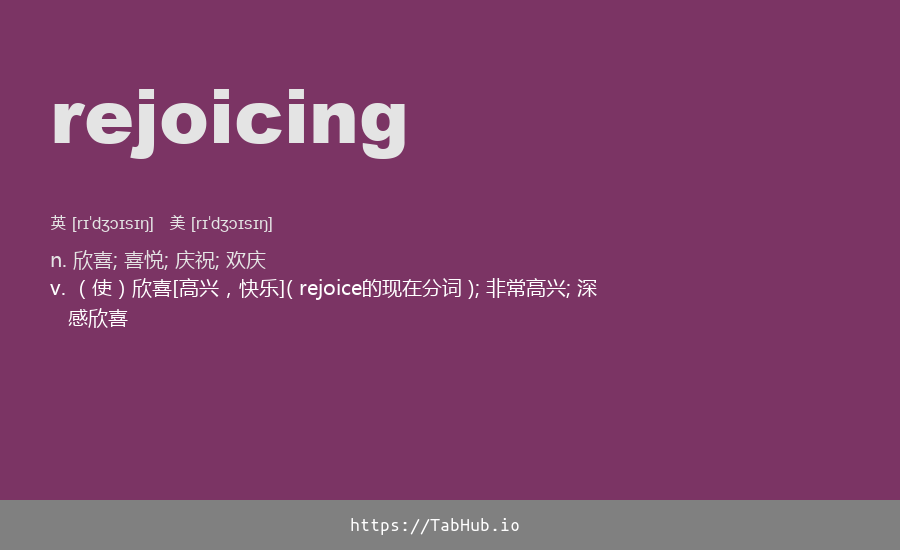 rejoicing
英 [rɪˈdʒɔɪsɪŋ] 美 [rɪˈdʒɔɪsɪŋ]
n. 欣喜; 喜悦; 庆祝; 欢庆
v. （使）欣喜[高兴，快乐]( rejoice的现在分词 ); 非常高兴; 深
感欣喜
https://TabHub.io